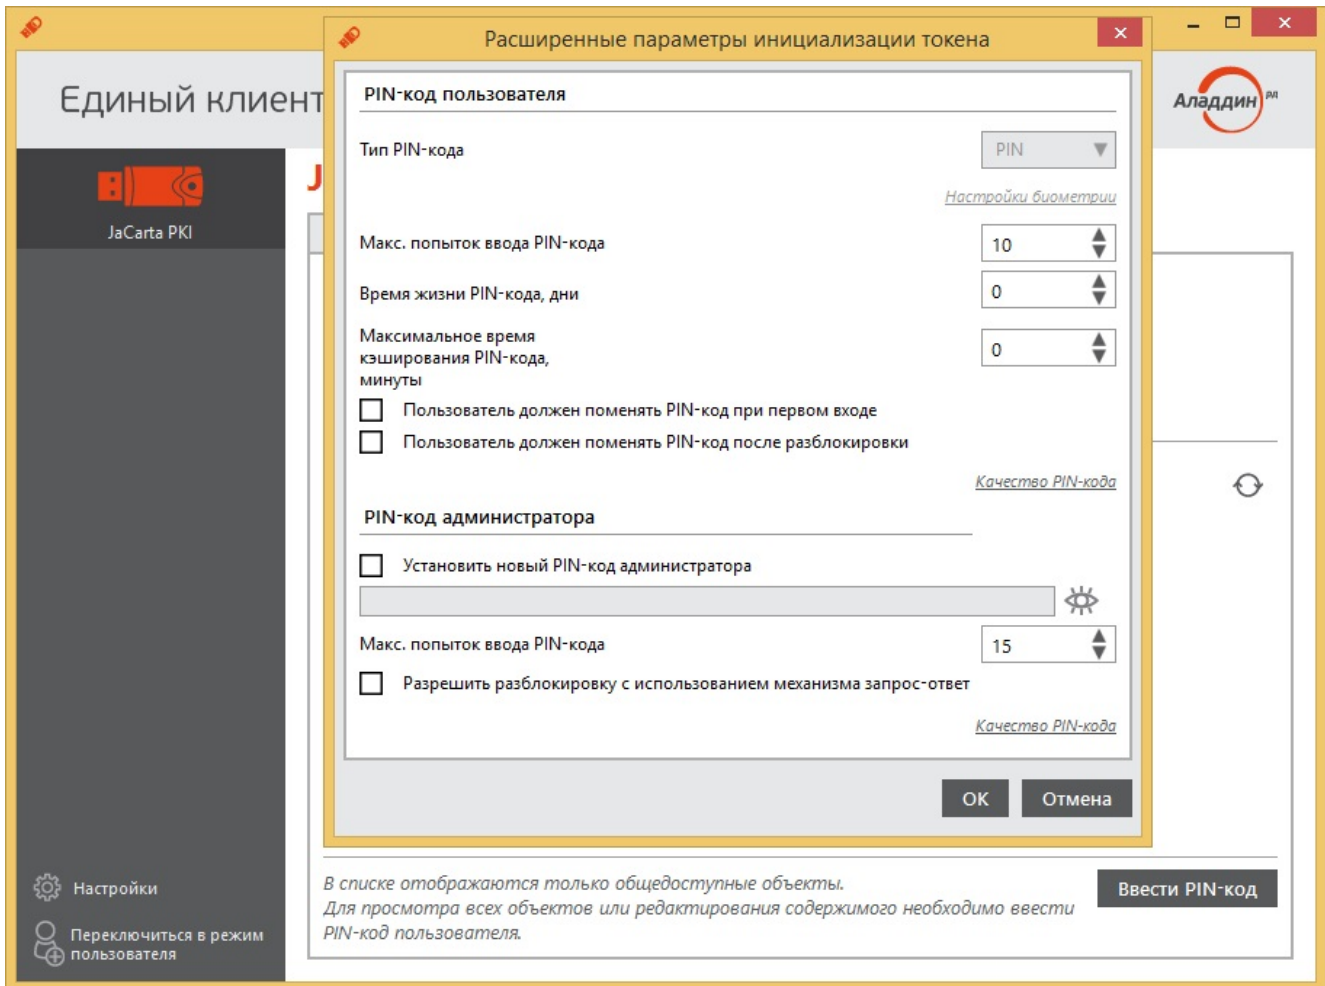 Расширенные параметры инициализации токена
Единый клиент
Аладдин РД
JaCarta PKI
J
PIN-код пользователя
Тип PIN-кода
PIN
Настройки биометрии
Макс. попыток ввода PIN-кода
10
Время жизни PIN-кода, дни
0
Максимальное время
кэширования PIN-кода,
минуты
0
Пользователь должен поменять PIN-код при первом входе
Пользователь должен поменять PIN-код после разблокировки
Качество PIN-кода
PIN-код администратора
Установить новый PIN-код администратора
Макс. попыток ввода PIN-кода
15
Разрешить разблокировку с использованием механизма запрос-ответ
Качество PIN-кода
ОК
Отмена
В списке отображаются только общедоступные объекты.
Для просмотра всех объектов или редактирования содержимого необходимо ввести
PIN-код пользователя.
Ввести PIN-код
Настройки
Переключиться в режим
пользователя